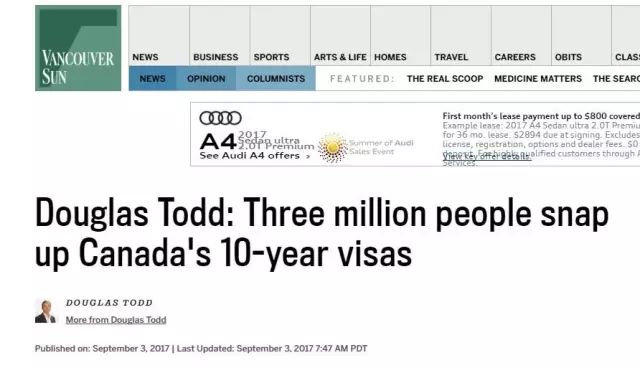 VANCOUVER
SUN
NEWS BUSINESS SPORTS ARTS & LIFE HOMES TRAVEL CAREERS OBITS CLAS
NEWS OPINION COLUMNISTS FEATURED: THE REAL SCOOP MEDICINE MATTERS THE SEAR
A4 2017
Sedan ultra
2.0T Premium
See Audi A4 offers >
Summer of Audi
Sales Event
First month's lease payment up to $800 covered
Example lease: 2017 A4 Sedan ultra 2.0T Premiu
for 36 mo. lease. $2894 due at signing. Excludes
license, registration, options and dealer fees. $0
qualified customers through A
View key offer details.
Services.
Douglas Todd: Three million people snap
up Canada's 10-year visas
DOUGLAS TODD
More from Douglas Todd
Published on: September 3, 2017 | Last Updated: September 3, 2017 7:47 AM PDT